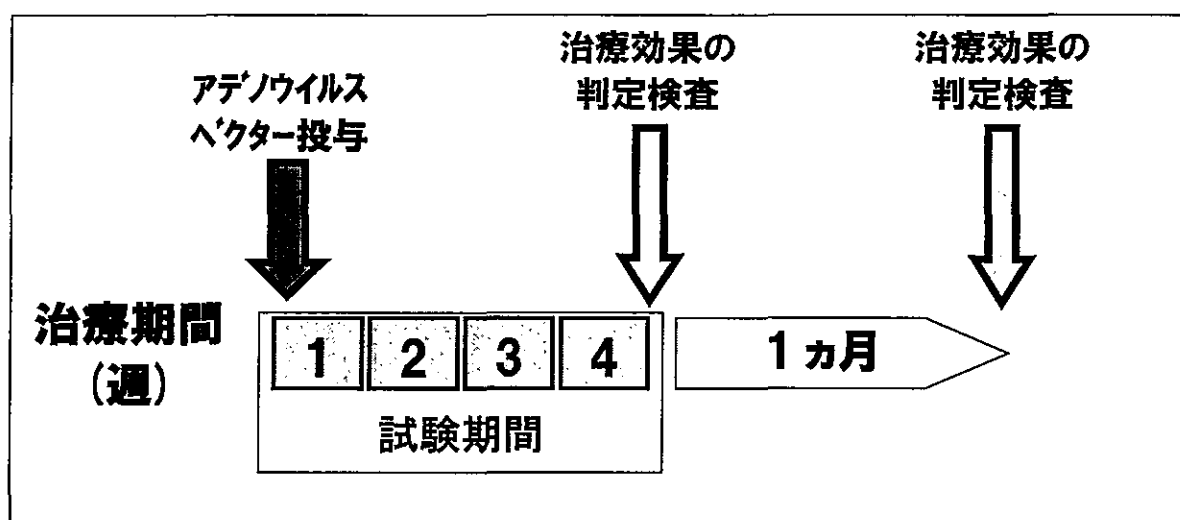 アデノウイルス
ベクター投与
治療効果の
判定検査
治療効果の
判定検査
治療期間
(週)
1 2 3 4
1ヵ月
試験期間